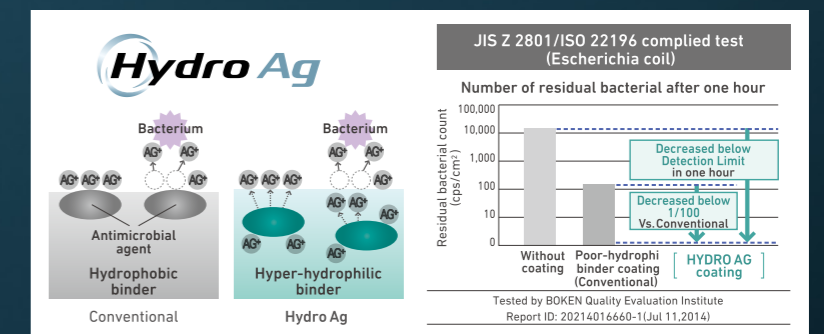 Hydro Ag
Bacterium
AG+ AG+
AG+ AG+ AG+ AG+
Antimicrobial
agent
Hydrophobic
binder
Conventional
Bacterium
AG+ AG+
AG+ AG+ AG+ AG+
AG+ AG+
AG+ AG+ AG+
AG+
Hyper-hydrophilic
binder
Hydro Ag
JIS Z 2801/ISO 22196 complied test
(Escherichia coil)
Number of residual bacterial after one hour
Residual bacterial count
(cps/cm²)
100,000
10,000
1,000
100
10
0
Decreased below
Detection Limit
in one hour
Decreased below
1/100
Vs.Conventional
Without
coating
Poor-hydrophi
binder coating
(Conventional)
[ HYDRO AG
coating ]
Tested by BOKEN Quality Evaluation Institute
Report ID: 20214016660-1(Jul 11,2014)